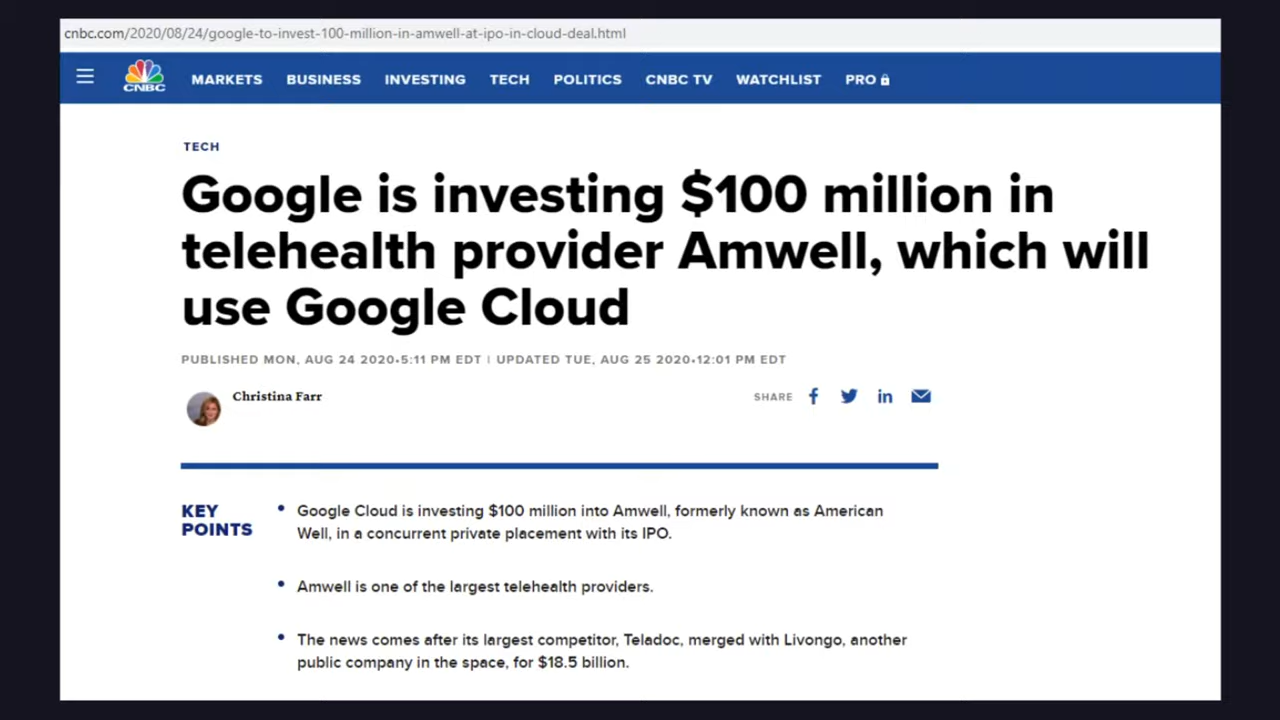 cnbc.com/2020/08/24/google-to-invest-100-million-in-amwell-at-ipo-in-cloud-deal.html
CNBC MARKETS BUSINESS INVESTING TECH POLITICS CNBC TV WATCHLIST PRO
TECH
Google is investing $100 million in
telehealth provider Amwell, which will
use Google Cloud
PUBLISHED MON, AUG 24 2020•5:11 PM EDT | UPDATED TUE, AUG 25 2020•12:01 PM EDT
Christina Farr
SHARE
KEY
POINTS
• Google Cloud is investing $100 million into Amwell, formerly known as American
Well, in a concurrent private placement with its IPO.
• Amwell is one of the largest telehealth providers.
• The news comes after its largest competitor, Teladoc, merged with Livongo, another
public company in the space, for $18.5 billion.